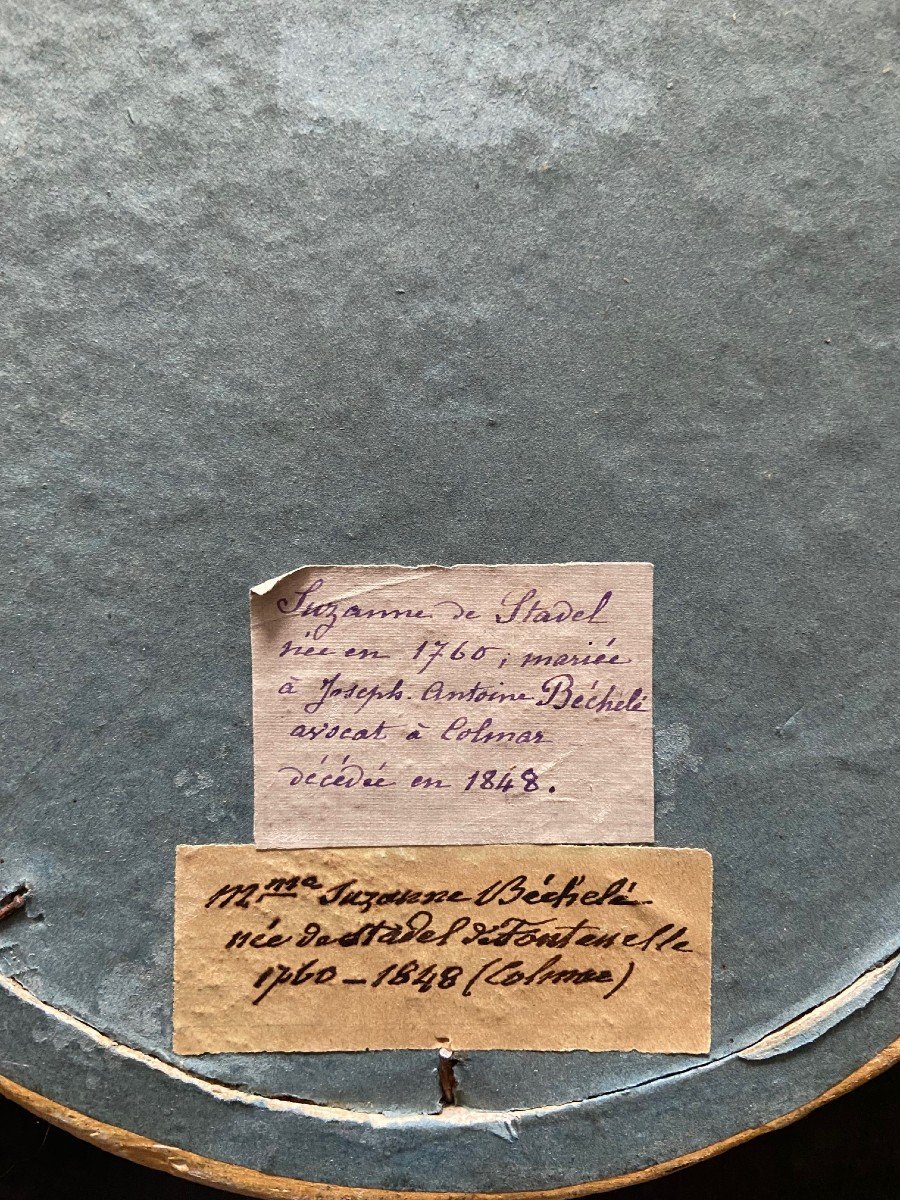 Suzanne de Stadel
née en 1760 ; mariée
à Joseph. Antoine Béchelé
avocat à Colmar
décédée en 1848.
Mme Suzanne Béchelé
née de Stadel de Fontenelle
1760 – 1848 (Colmar)